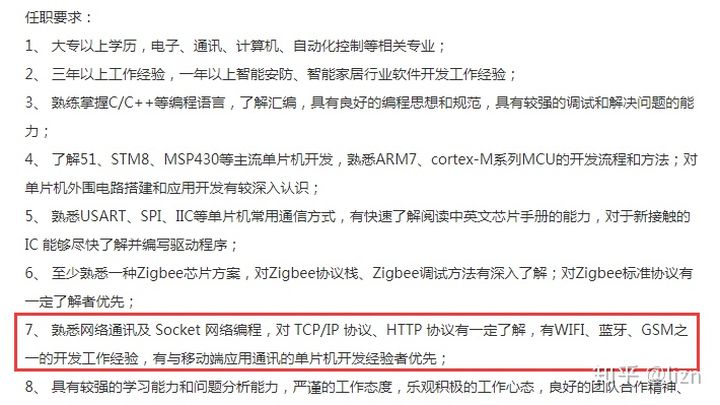 任职要求：
1、 大专以上学历，电子、通讯、计算机、自动化控制等相关专业；
2、 三年以上工作经验，一年以上智能安防、智能家居行业软件开发工作经验；
3、 熟练掌握C/C++等编程语言，了解汇编，具有良好的编程思想和规范，具有较强的调试和解决问题的能
力；
4、 了解51、STM8、MSP430等主流单片机开发，熟悉ARM7、cortex-M系列MCU的开发流程和方法；对
单片机外围电路搭建和应用开发有较深入认识；
5、 熟悉USART、SPI、IIC等单片机常用通信方式，有快速了解阅读中英文芯片手册的能力，对于新接触的
IC 能够尽快了解并编写驱动程序；
6、 至少熟悉一种Zigbee芯片方案，对Zigbee协议栈、Zigbee调试方法有深入了解；对Zigbee标准协议有
一定了解者优先；
7、 熟悉网络通讯及 Socket 网络编程，对 TCP/IP 协议、HTTP 协议有一定了解，有WIFI、蓝牙、GSM之
一的开发工作经验，有与移动端应用通讯的单片机开发经验者优先；
8、 具有较强的学习能力和问题分析能力，严谨的工作态度，乐观积极的工作心态，良好的团队合作精神、
知乎 @lizn